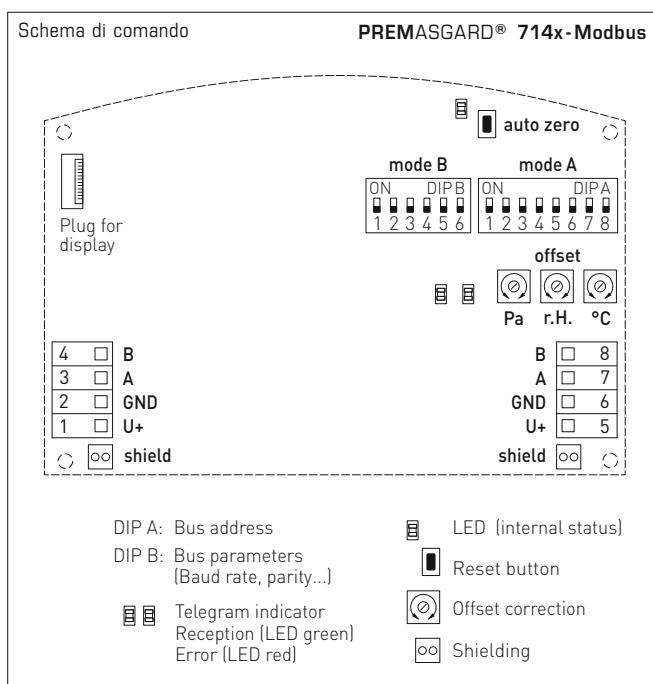 Schema di comando
PREMASGARD® 714x-Modbus
auto zero
mode B
mode A
ON DIP B
ON DIP A
1 2 3 4 5 6
1 2 3 4 5 6 7 8
Plug for
display
offset
Pa r.H. °C
4 B
3 A
2 GND
1 U+
shield
B 8
A 7
GND 6
U+ 5
shield
DIP A: Bus address
DIP B: Bus parameters
(Baud rate, parity...)
Telegram indicator
Reception (LED green)
Error (LED red)
LED (internal status)
Reset button
Offset correction
Shielding